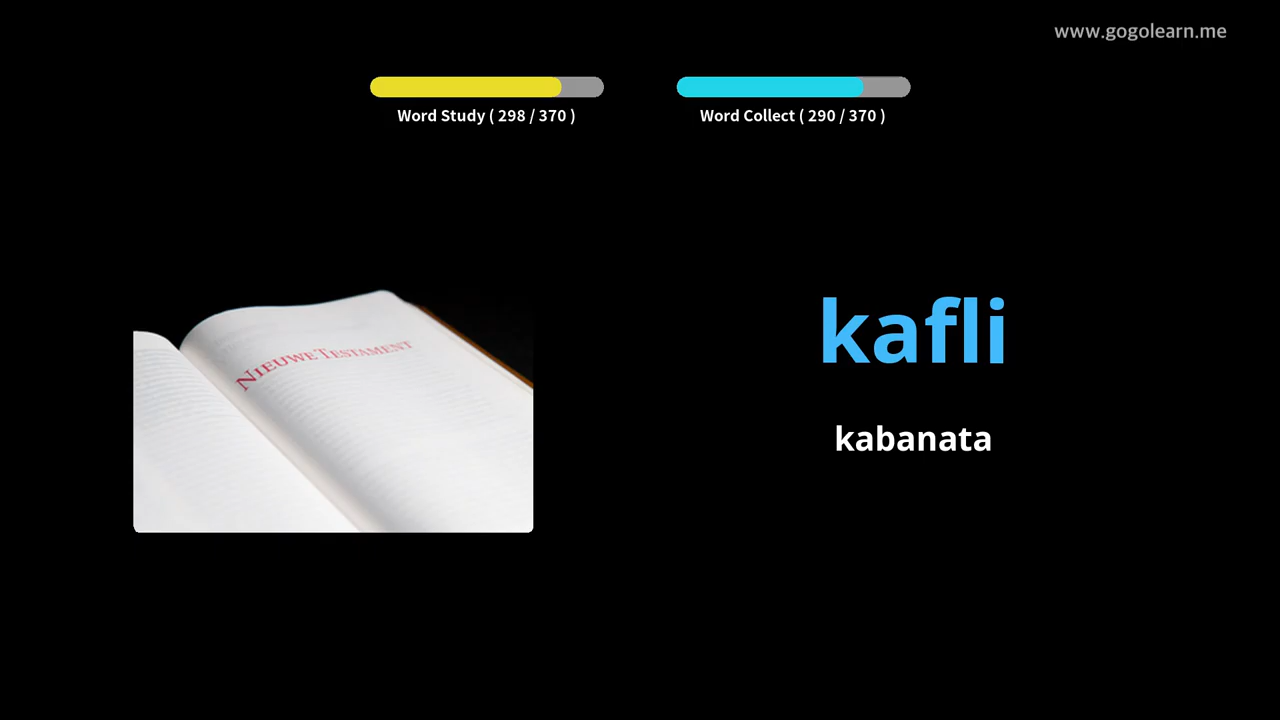 www.gogolearn.me
Word Study ( 298 / 370 )
Word Collect ( 290 / 370 )
NIEUWE TESTAMENT
kafli
kabanata